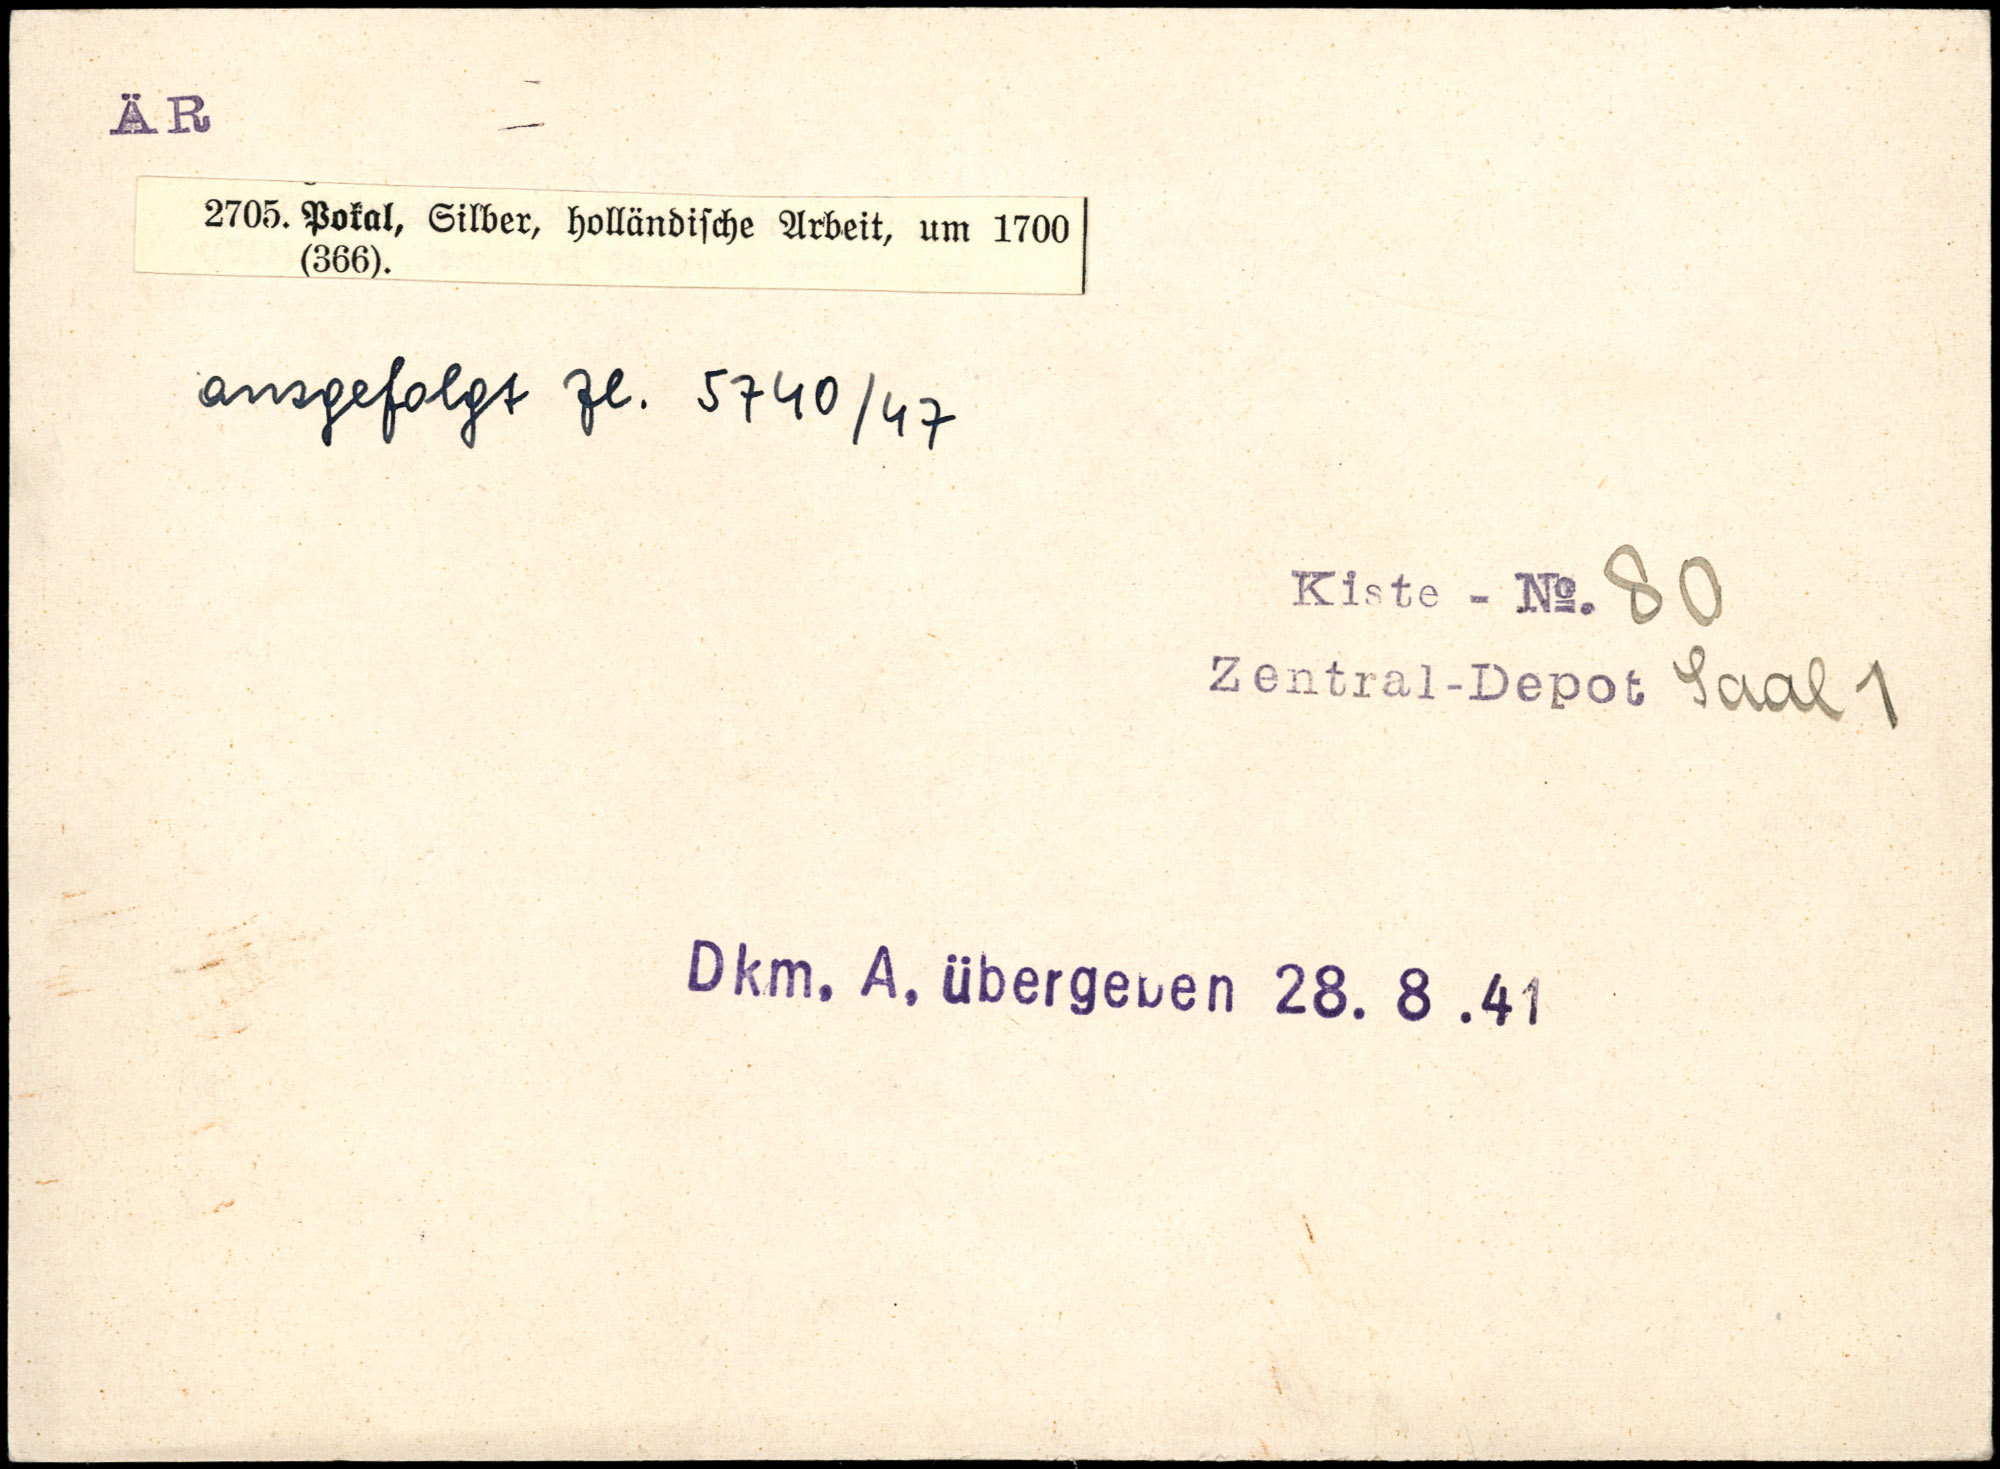 ÄR
2705. Pokal, Silber, holländische Arbeit, um 1700
(366).
ausgefolgt Zl. 5740/47
Kiste - №. 80
Zentral-Depot Saal 1
Dkm. A. übergeben 28. 8 .41